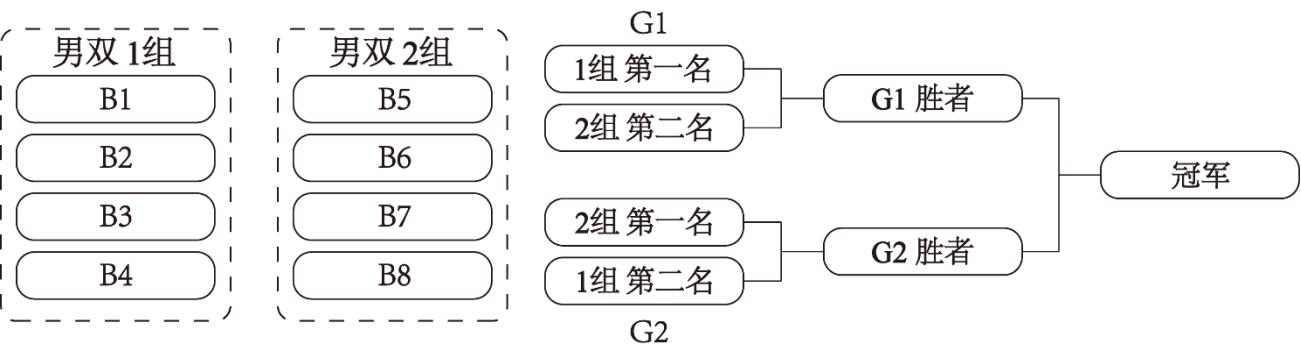 男双 1组
B1
B2
B3
B4
男双 2组
B5
B6
B7
B8
G1
1组 第一名
2组 第二名
2组 第一名
1组 第二名
G2
G1 胜者
G2 胜者
冠军